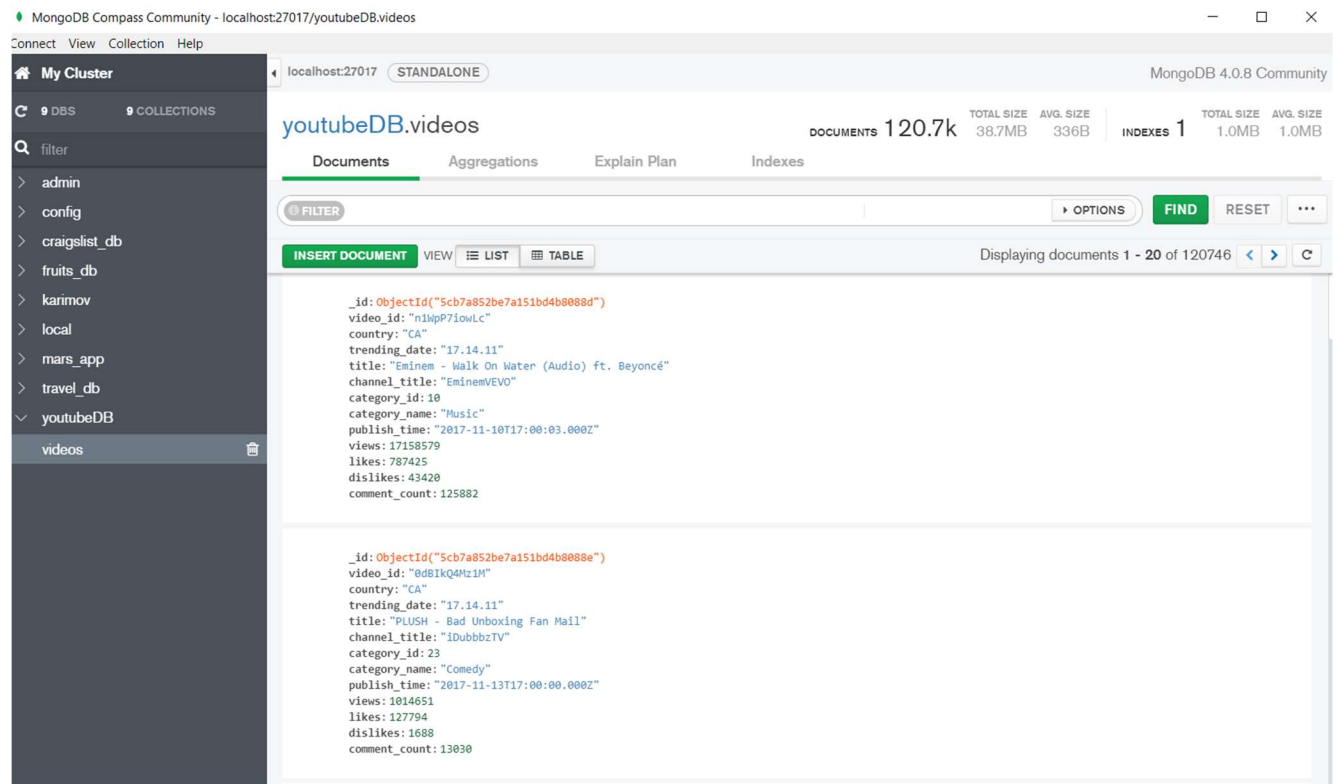 MongoDB Compass Community - localhost:27017/youtubeDB.videos
Connect View Collection Help
My Cluster
localhost:27017 STANDALONE MongoDB 4.0.8 Community
9 DBS 9 COLLECTIONS
filter
admin
config
craigslist_db
fruits_db
karimov
local
mars_app
travel_db
youtubeDB
videos
youtubeDB.videos
DOCUMENTS 120.7k TOTAL SIZE 38.7MB AVG. SIZE 336B INDEXES 1 TOTAL SIZE 1.0MB AVG. SIZE 1.0MB
Documents Aggregations Explain Plan Indexes
FILTER OPTIONS FIND RESET ...
INSERT DOCUMENT VIEW LIST TABLE Displaying documents 1 - 20 of 120746
_id: ObjectId("5cb7a852be7a151bd4b8088d")
video_id: "n1WpP7iowLc"
country: "CA"
trending_date: "17.14.11"
title: "Eminem - Walk On Water (Audio) ft. Beyoncé"
channel_title: "EminemVEVO"
category_id: 10
category_name: "Music"
publish_time: "2017-11-10T17:00:03.000Z"
views: 17158579
likes: 787425
dislikes: 43420
comment_count: 125882
_id: ObjectId("5cb7a852be7a151bd4b8088e")
video_id: "0dBIkQ4Mz1M"
country: "CA"
trending_date: "17.14.11"
title: "PLUSH - Bad Unboxing Fan Mail"
channel_title: "iDubbbzTV"
category_id: 23
category_name: "Comedy"
publish_time: "2017-11-13T17:00:00.000Z"
views: 1014651
likes: 127794
dislikes: 1688
comment_count: 13030